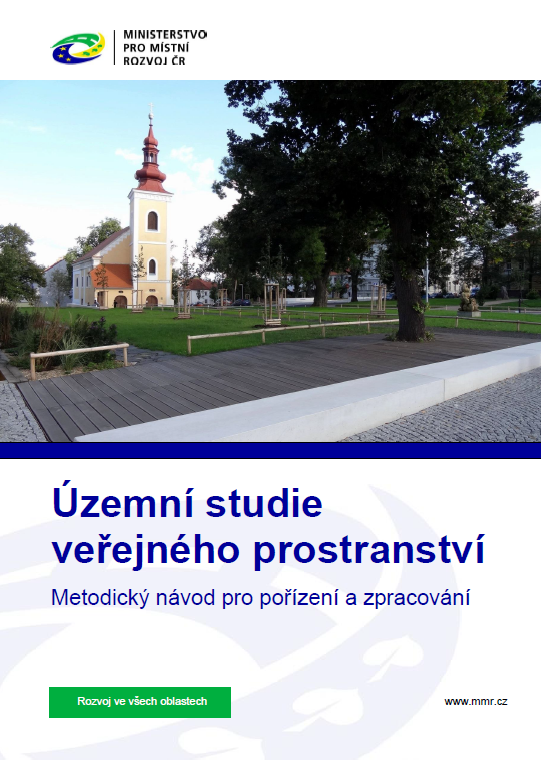 MINISTERSTVO
PRO MÍSTNÍ
ROZVOJ ČR
Územní studie
veřejného prostranství
Metodický návod pro pořízení a zpracování
Rozvoj ve všech oblastech
www.mmr.cz